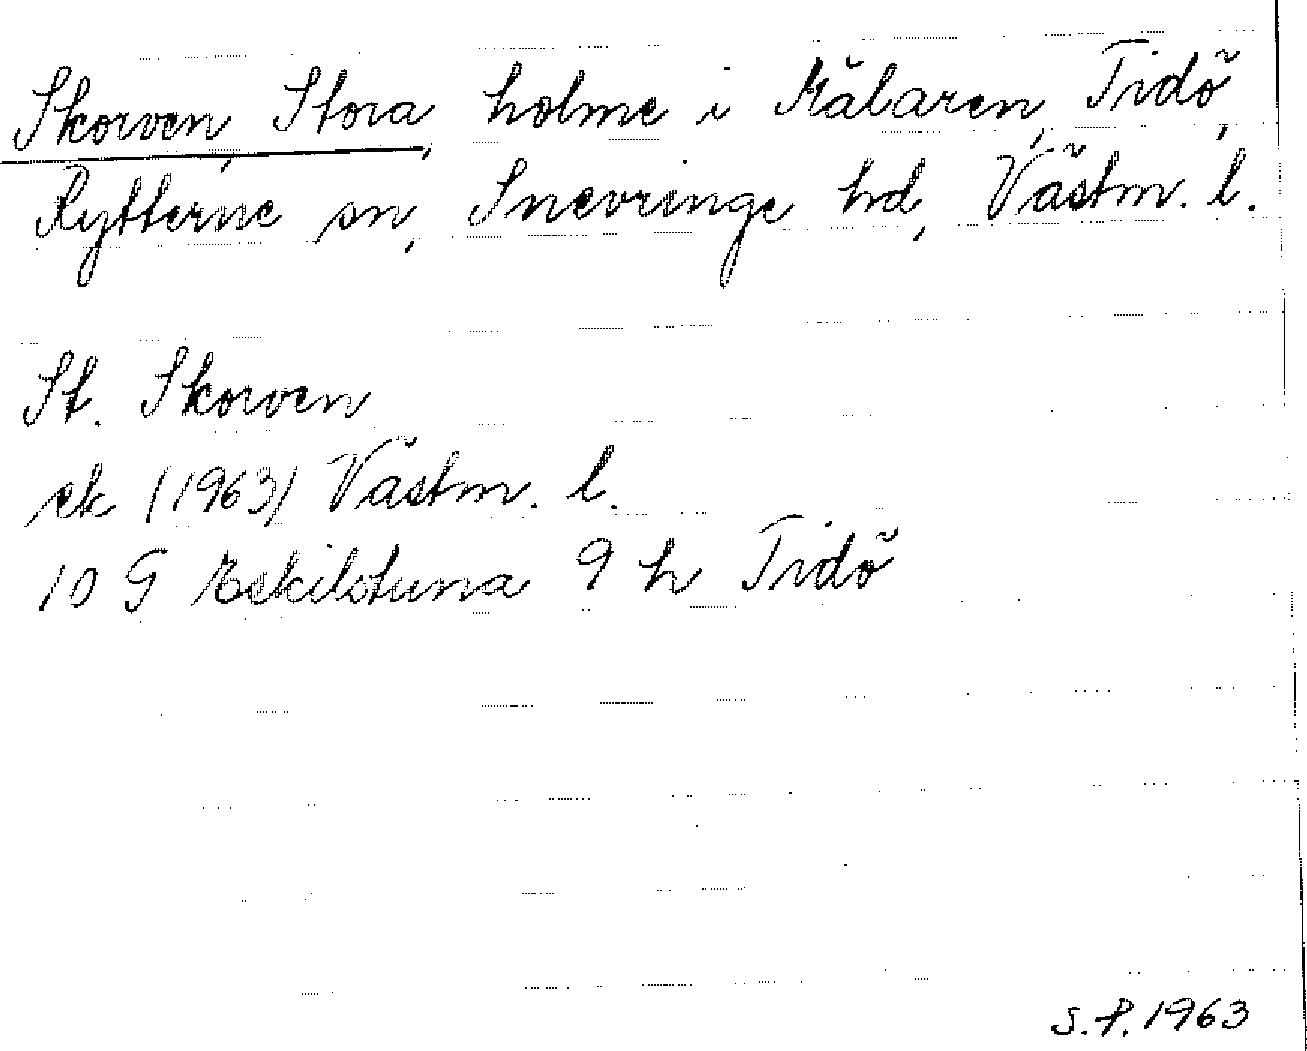 Skorven, Stora, holme i Mälaren, Tidö,
Rytterne sn, Snevringe hd, Västm. l.
St. Skorven
ek (1963) Västm. l.
10 G Eskilstuna 9 h Tidö
S.P. 1963